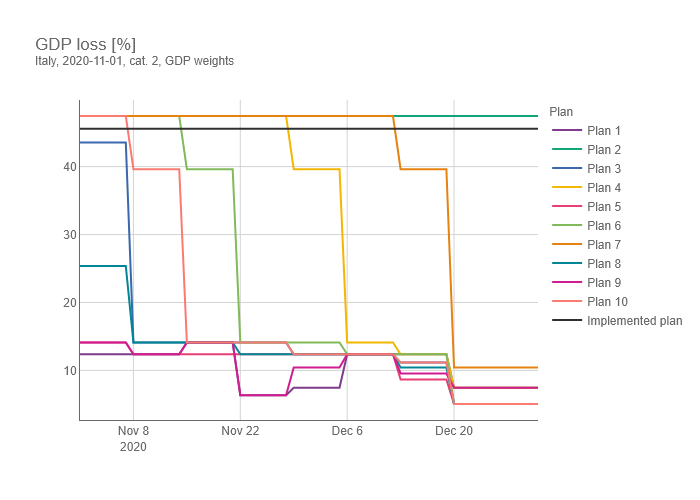 GDP loss [%]
Italy, 2020-11-01, cat. 2, GDP weights
40
30
20
10
Nov 8
2020
Nov 22
Dec 6
Dec 20
Plan
Plan 1
Plan 2
Plan 3
Plan 4
Plan 5
Plan 6
Plan 7
Plan 8
Plan 9
Plan 10
Implemented plan